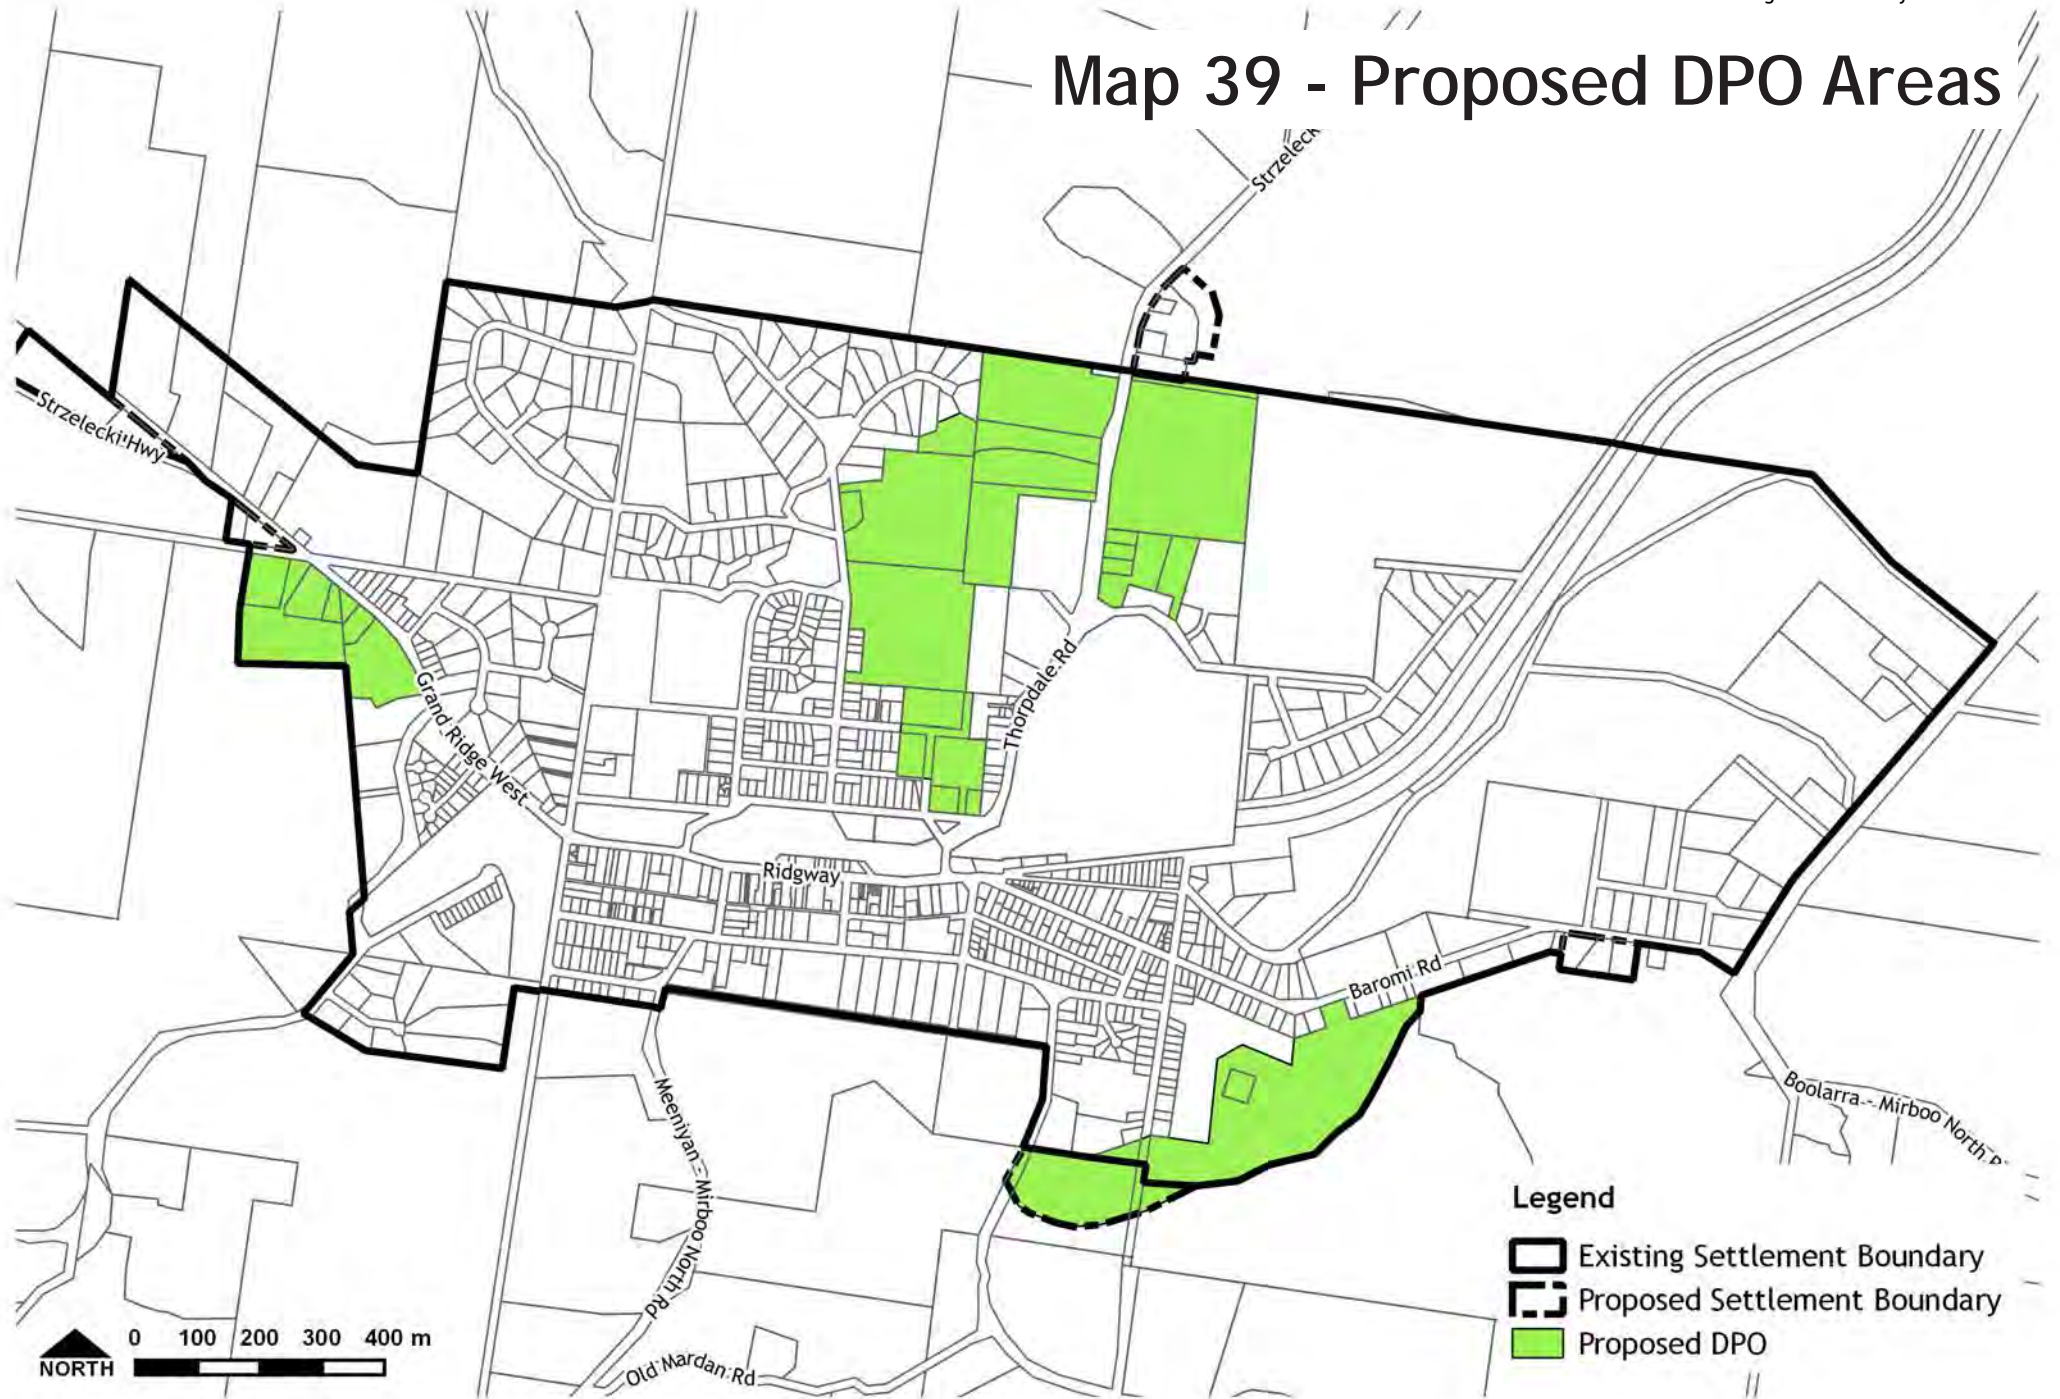 Map 39 - Proposed DPO Areas
Strzelecki Hwy
Grand Ridge West
Thorpdale Rd
Ridgway
Baromi Rd
Meeniyan - Mirboo North Rd
Boolarra - Mirboo North
Old Mardan Rd
Legend
Existing Settlement Boundary
Proposed Settlement Boundary
Proposed DPO
0 100 200 300 400 m
NORTH